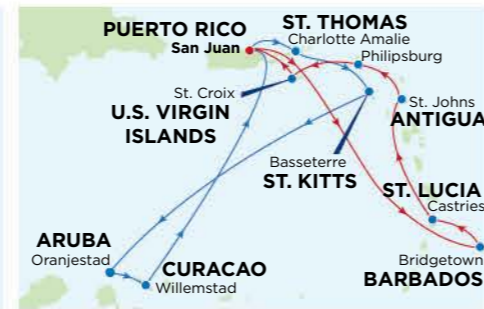 PUERTO RICO
San Juan
ST. THOMAS
Charlotte Amalie
Philipsburg
St. Croix
U.S. VIRGIN
ISLANDS
St. Johns
ANTIGUA
Basseterre
ST. KITTS
ST. LUCIA
Castries
ARUBA
Oranjestad
CURACAO
Willemstad
Bridgetown
BARBADOS